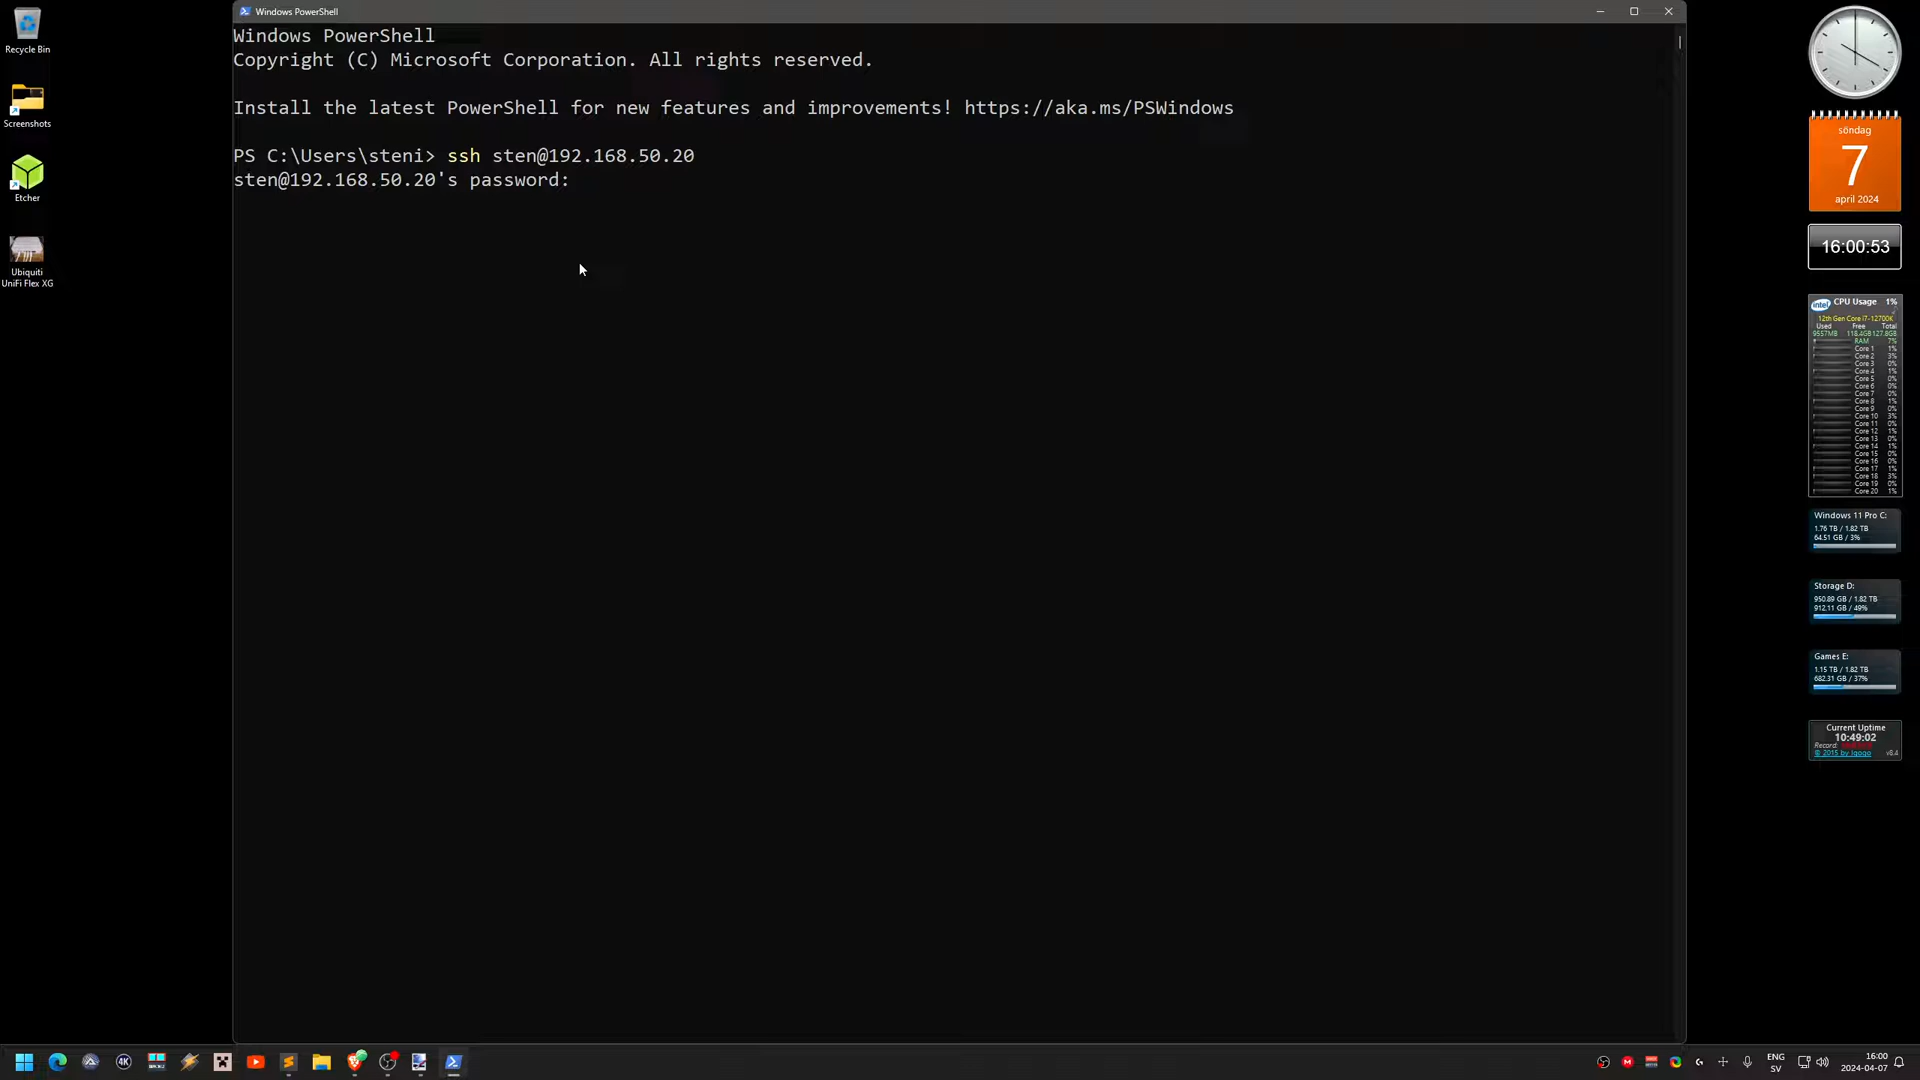 Windows PowerShell
Recycle Bin
Screenshots
Etcher
Ubiquiti
UniFi Flex XG
Windows PowerShell
Copyright (C) Microsoft Corporation. All rights reserved.
Install the latest PowerShell for new features and improvements! https://aka.ms/PSWindows
PS C:\Users\steni> ssh sten@192.168.50.20
sten@192.168.50.20's password:
söndag
7
april 2024
16:00:53
intel CPU Usage 1%
12th Gen Core i7-12700K
Used Free Total
9557MB 118.4GB 127.8GB
RAM 7%
Core 1 1%
Core 2 3%
Core 3 0%
Core 4 1%
Core 5 0%
Core 6 0%
Core 7 0%
Core 8 1%
Core 9 0%
Core 10 3%
Core 11 0%
Core 12 1%
Core 13 0%
Core 14 1%
Core 15 0%
Core 16 0%
Core 17 1%
Core 18 3%
Core 19 0%
Core 20 1%
Windows 11 Pro C:
1.76 TB / 1.82 TB
64.51 GB / 3%
Storage D:
950.89 GB / 1.82 TB
912.11 GB / 49%
Games E:
1.15 TB / 1.82 TB
682.31 GB / 37%
Current Uptime
10:49:02
Record:
© 2015 by Igogo v8.4
4K
ENG
SV
16:00
2024-04-07